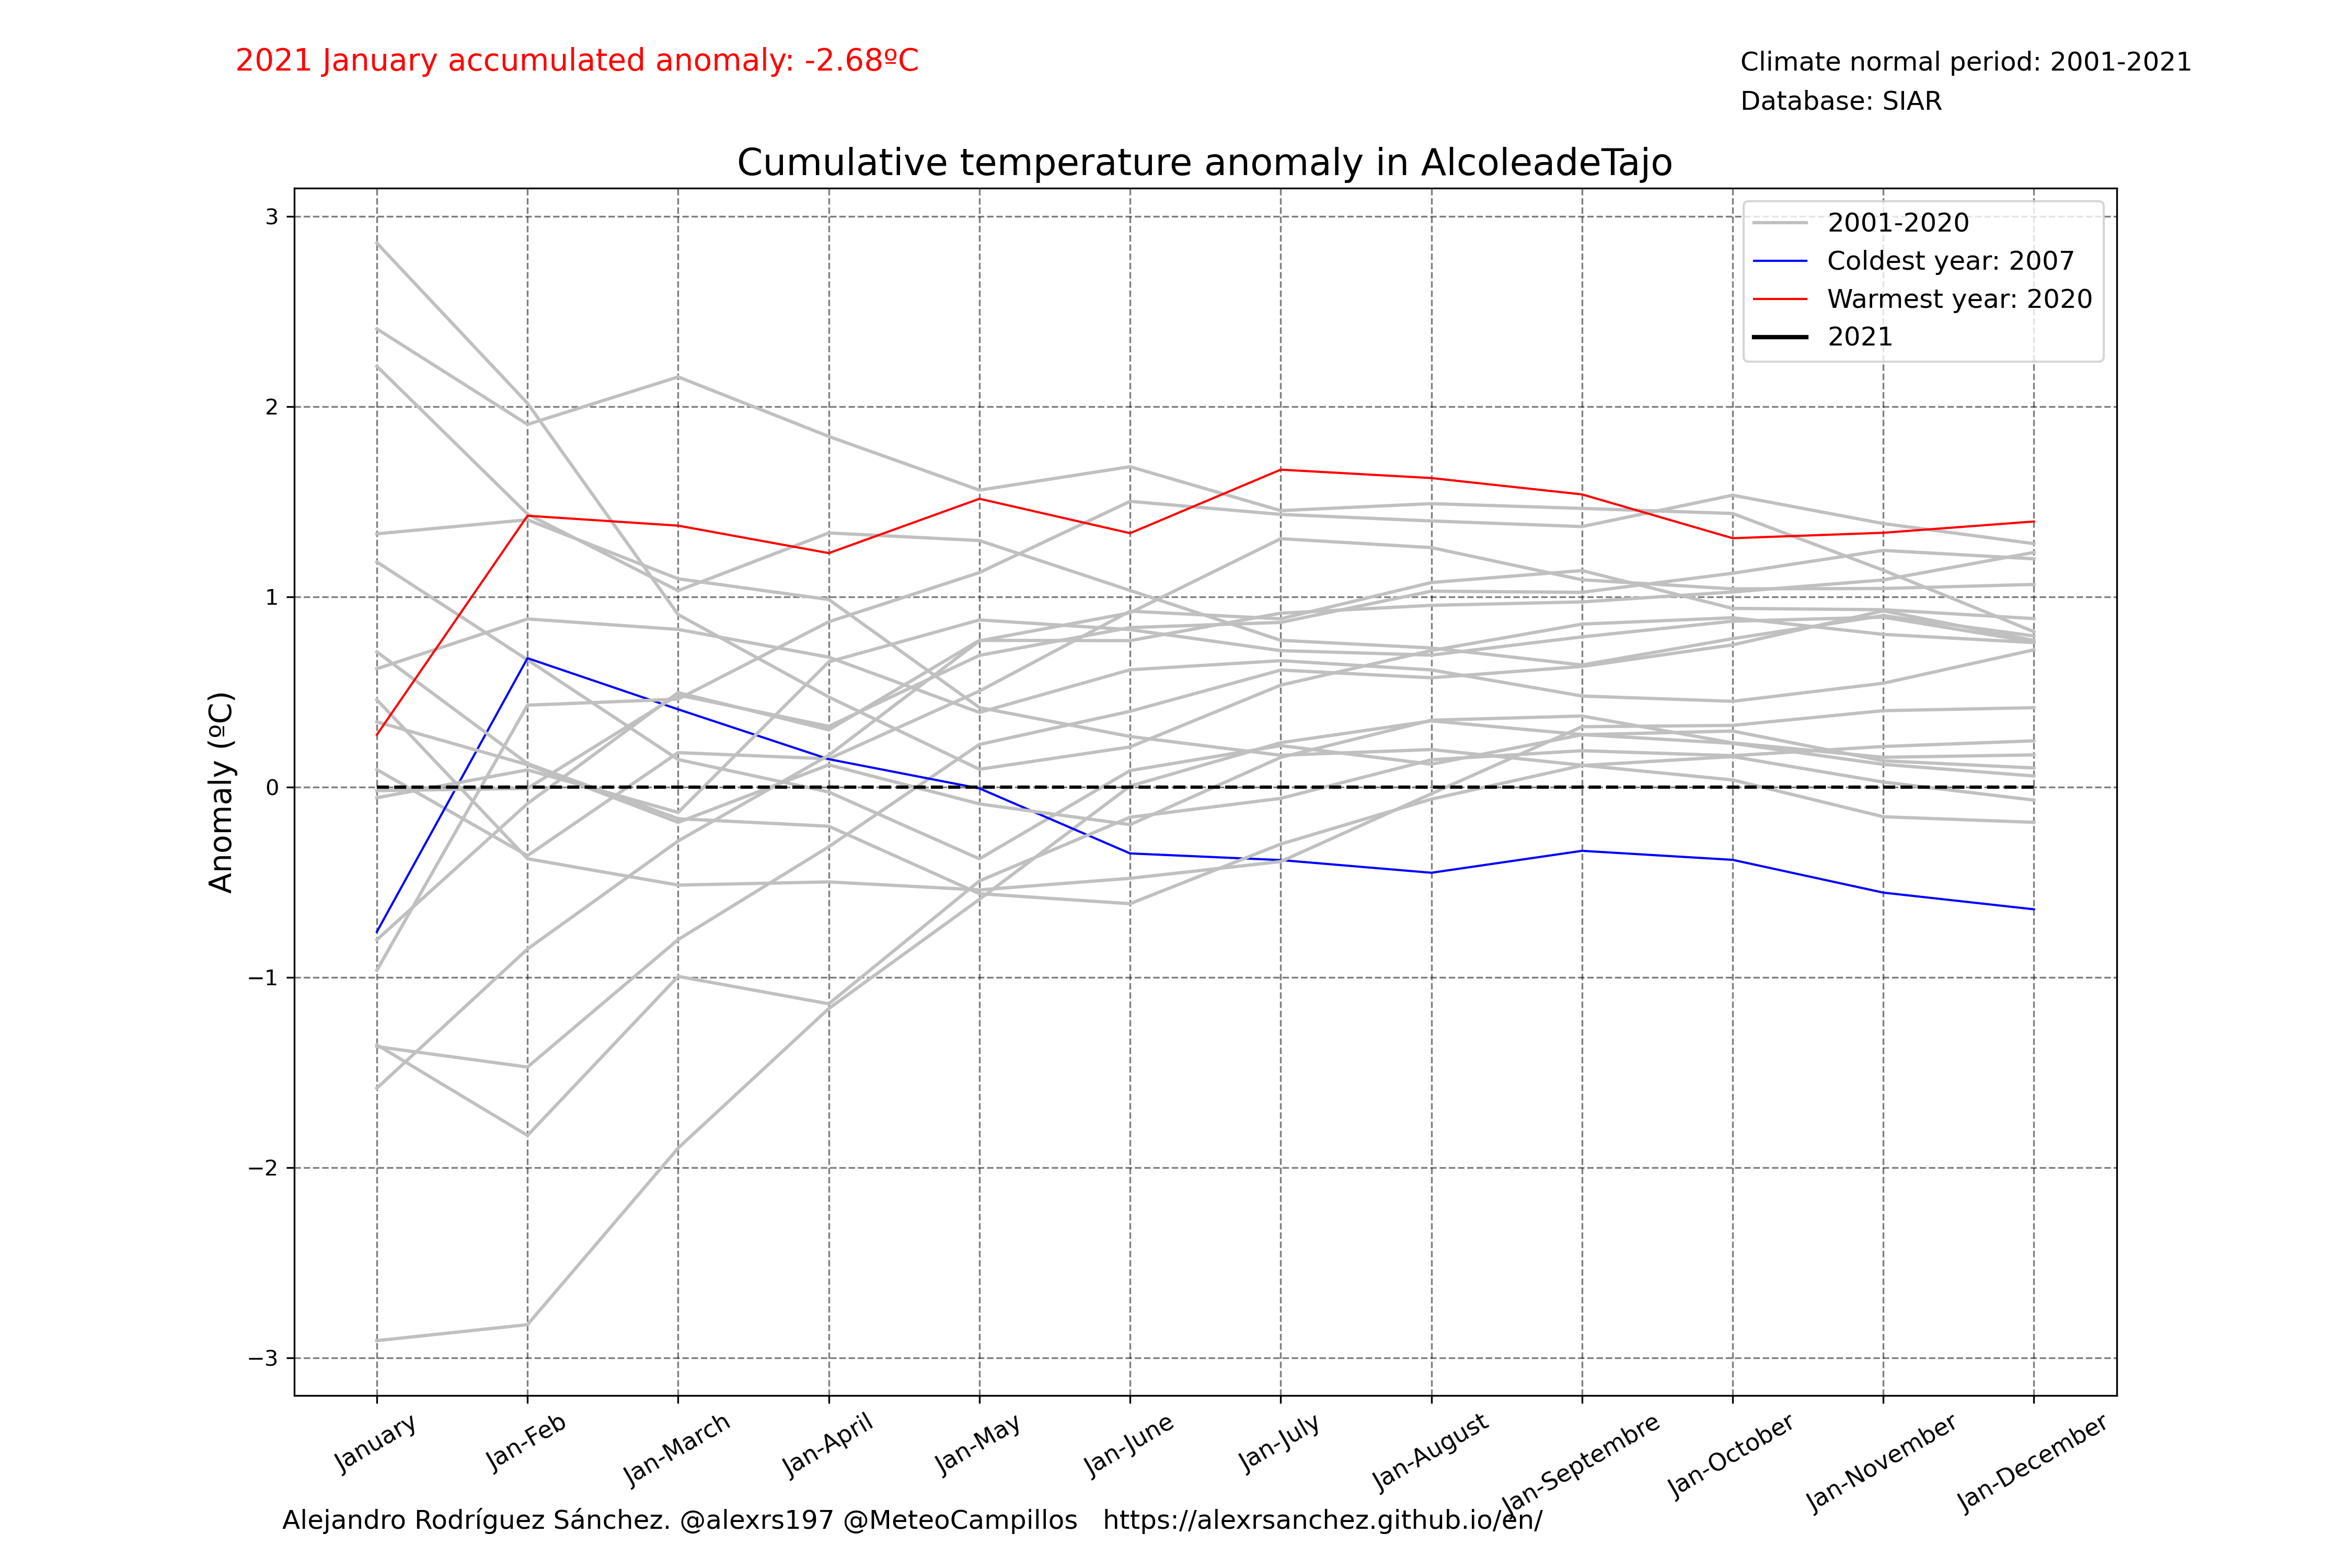 2021 January accumulated anomaly: -2.68ºC
Climate normal period: 2001-2021
Database: SIAR
Cumulative temperature anomaly in AlcoleadeTajo
2001-2020
Coldest year: 2007
Warmest year: 2020
2021
Anomaly (ºC)
3
2
1
0
−1
−2
−3
January
Jan-Feb
Jan-March
Jan-April
Jan-May
Jan-June
Jan-July
Jan-August
Jan-Septembre
Jan-October
Jan-November
Jan-December
Alejandro Rodríguez Sánchez. @alexrs197 @MeteoCampillos https://alexrsanchez.github.io/en/